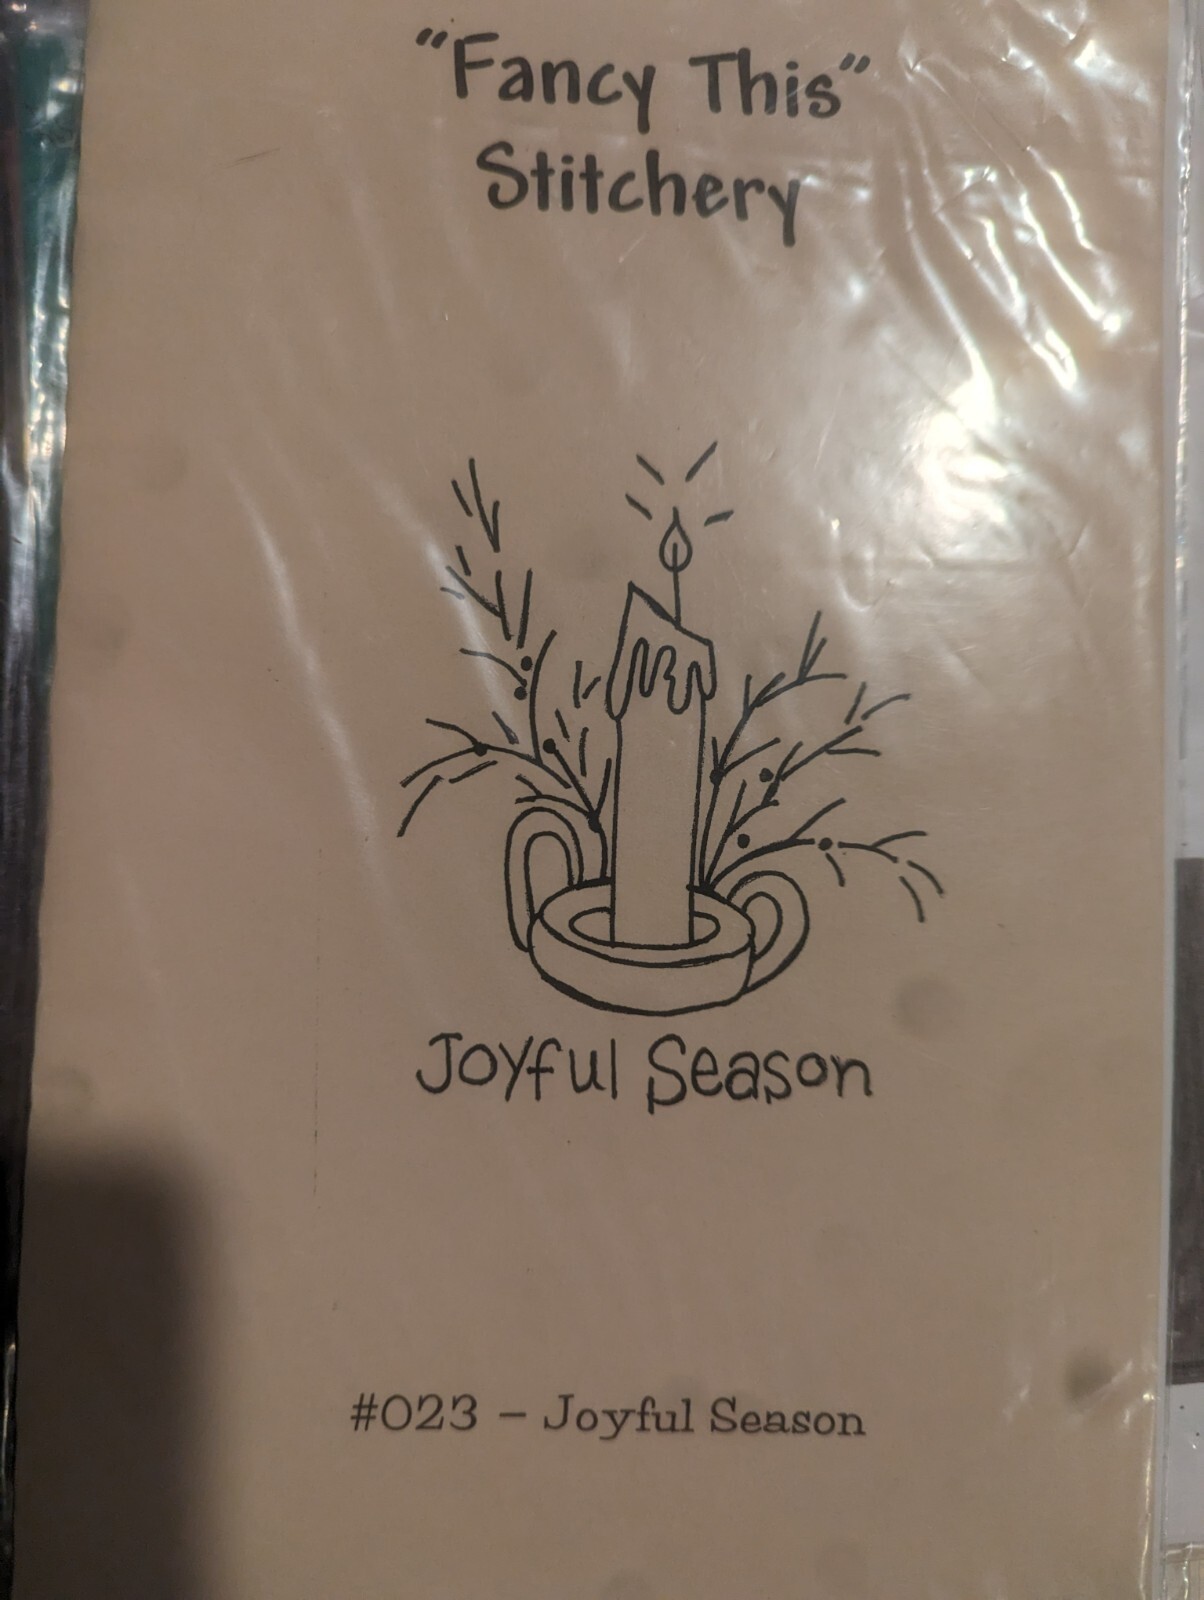 "Fancy This"
Stitchery
Joyful Season
#023 – Joyful Season